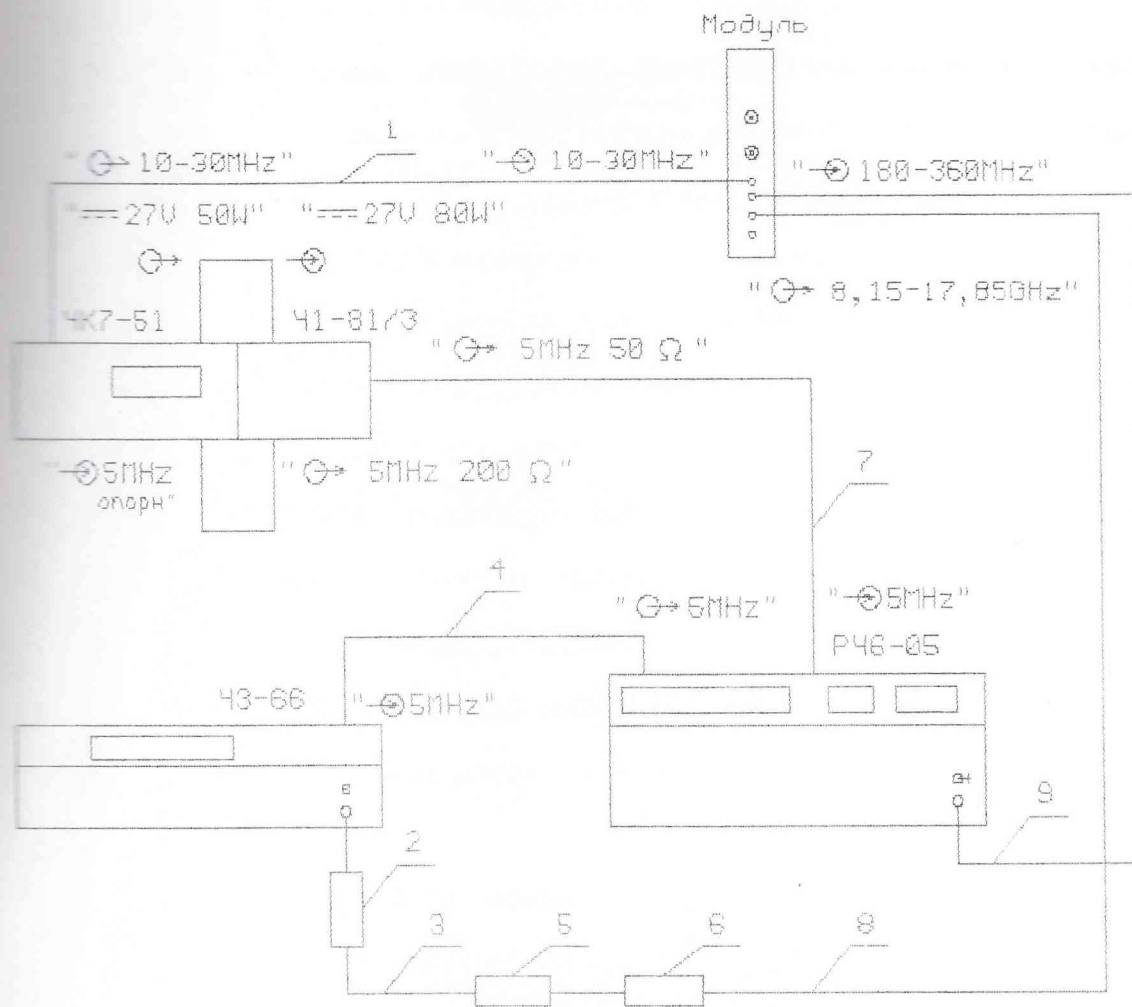 Модуль
1
"⊙→ 10-30MHz" "→⊙ 10-30MHz" "→⊙ 180-360MHz"
"⎓27V 50W" "⎓27V 80W"
"○→ 8,15-17,85GHz"
ЧК7-51 Ч1-81/3
"○→ 5MHz 50 Ω"
"→⊙5MHz опорн"
"○→ 5MHz 200 Ω"
7
4
"○→5MHz" "→⊙5MHz"
РЧ6-05
Ч3-66 "→⊙5MHz"
Б
9
2
3 5 6 8